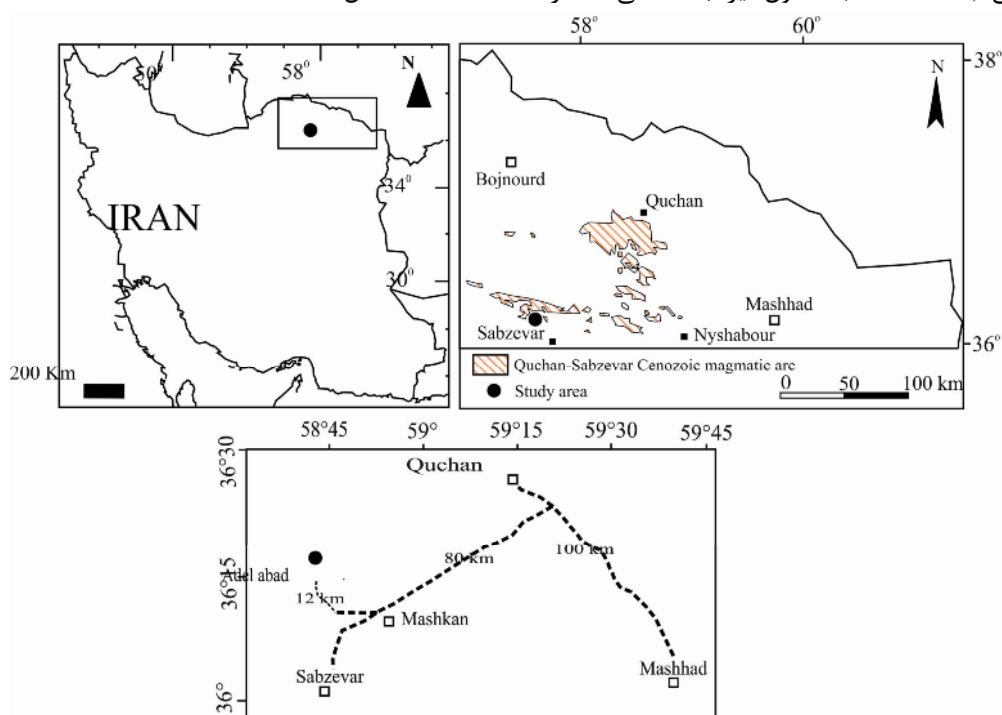 50°
58°
N
34°
IRAN
30°
200 Km
58
60
38°
N
Bojnourd
Quchan
Mashhad
Sabzevar
Nyshabour
36°
Quchan-Sabzevar Cenozoic magmatic arc
Study area
0 50 100 km
58°45 59° 59°15 59°30 59°45
36°30
Quchan
80 km
100 km
36°15
Adel abad
12 km
Mashkan
Sabzevar
Mashhad
36°